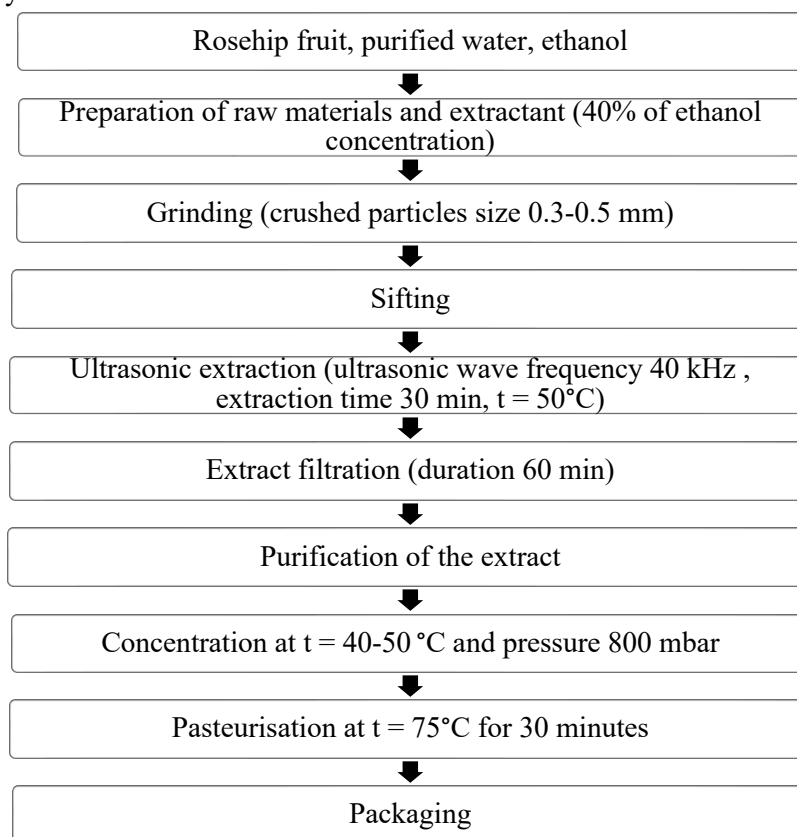 Rosehip fruit, purified water, ethanol
Preparation of raw materials and extractant (40% of ethanol
concentration)
Grinding (crushed particles size 0.3-0.5 mm)
Sifting
Ultrasonic extraction (ultrasonic wave frequency 40 kHz ,
extraction time 30 min, t = 50°C)
Extract filtration (duration 60 min)
Purification of the extract
Concentration at t = 40-50 °C and pressure 800 mbar
Pasteurisation at t = 75°C for 30 minutes
Packaging